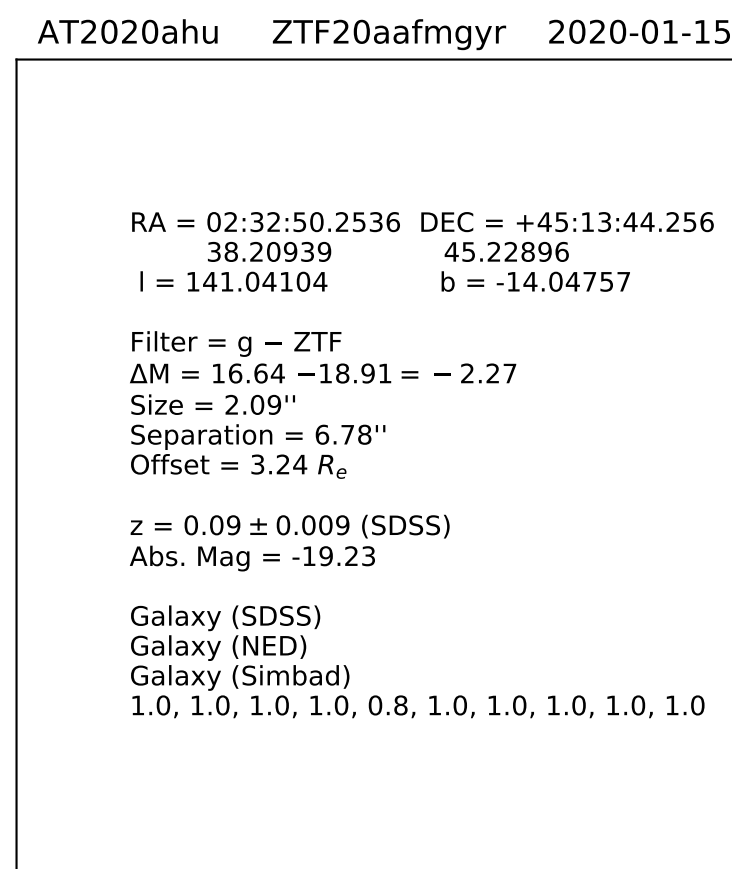 AT2020ahu ZTF20aafmgyr 2020-01-15
RA = 02:32:50.2536 DEC = +45:13:44.256
38.20939 45.22896
l = 141.04104 b = -14.04757
Filter = g − ZTF
ΔM = 16.64 −18.91 = − 2.27
Size = 2.09''
Separation = 6.78''
Offset = 3.24 Rₑ
z = 0.09 ± 0.009 (SDSS)
Abs. Mag = -19.23
Galaxy (SDSS)
Galaxy (NED)
Galaxy (Simbad)
1.0, 1.0, 1.0, 1.0, 0.8, 1.0, 1.0, 1.0, 1.0, 1.0